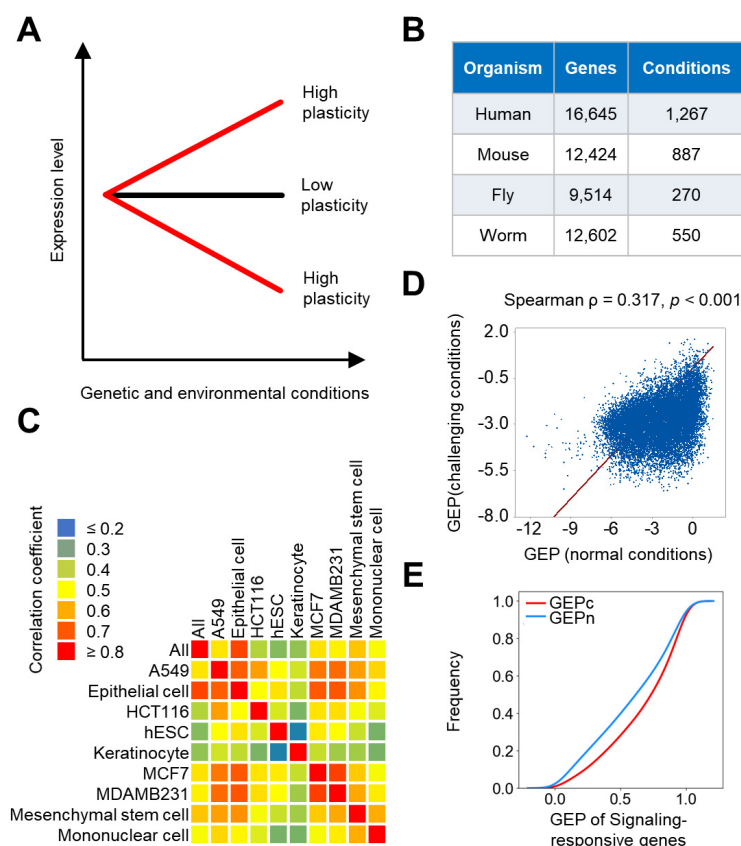 A
Expression level
High
plasticity
Low
plasticity
High
plasticity
Genetic and environmental conditions
B
Organism Genes Conditions
Human 16,645 1,267
Mouse 12,424 887
Fly 9,514 270
Worm 12,602 550
C
Correlation coefficient
≤ 0.2
0.3
0.4
0.5
0.6
0.7
≥ 0.8
All
A549
Epithelial cell
HCT116
hESC
Keratinocyte
MCF7
MDAMB231
Mesenchymal stem cell
Mononuclear cell
All
A549
Epithelial cell
HCT116
hESC
Keratinocyte
MCF7
MDAMB231
Mesenchymal stem cell
Mononuclear cell
D
Spearman ρ = 0.317, p < 0.001
GEP(challenging conditions)
2.0
-0.5
-3.0
-5.5
-8.0
-12 -9 -6 -3 0
GEP (normal conditions)
E
GEPc
GEPn
Frequency
1.0
0.8
0.6
0.4
0.2
0.0
0.0 0.5 1.0
GEP of Signaling-
responsive genes